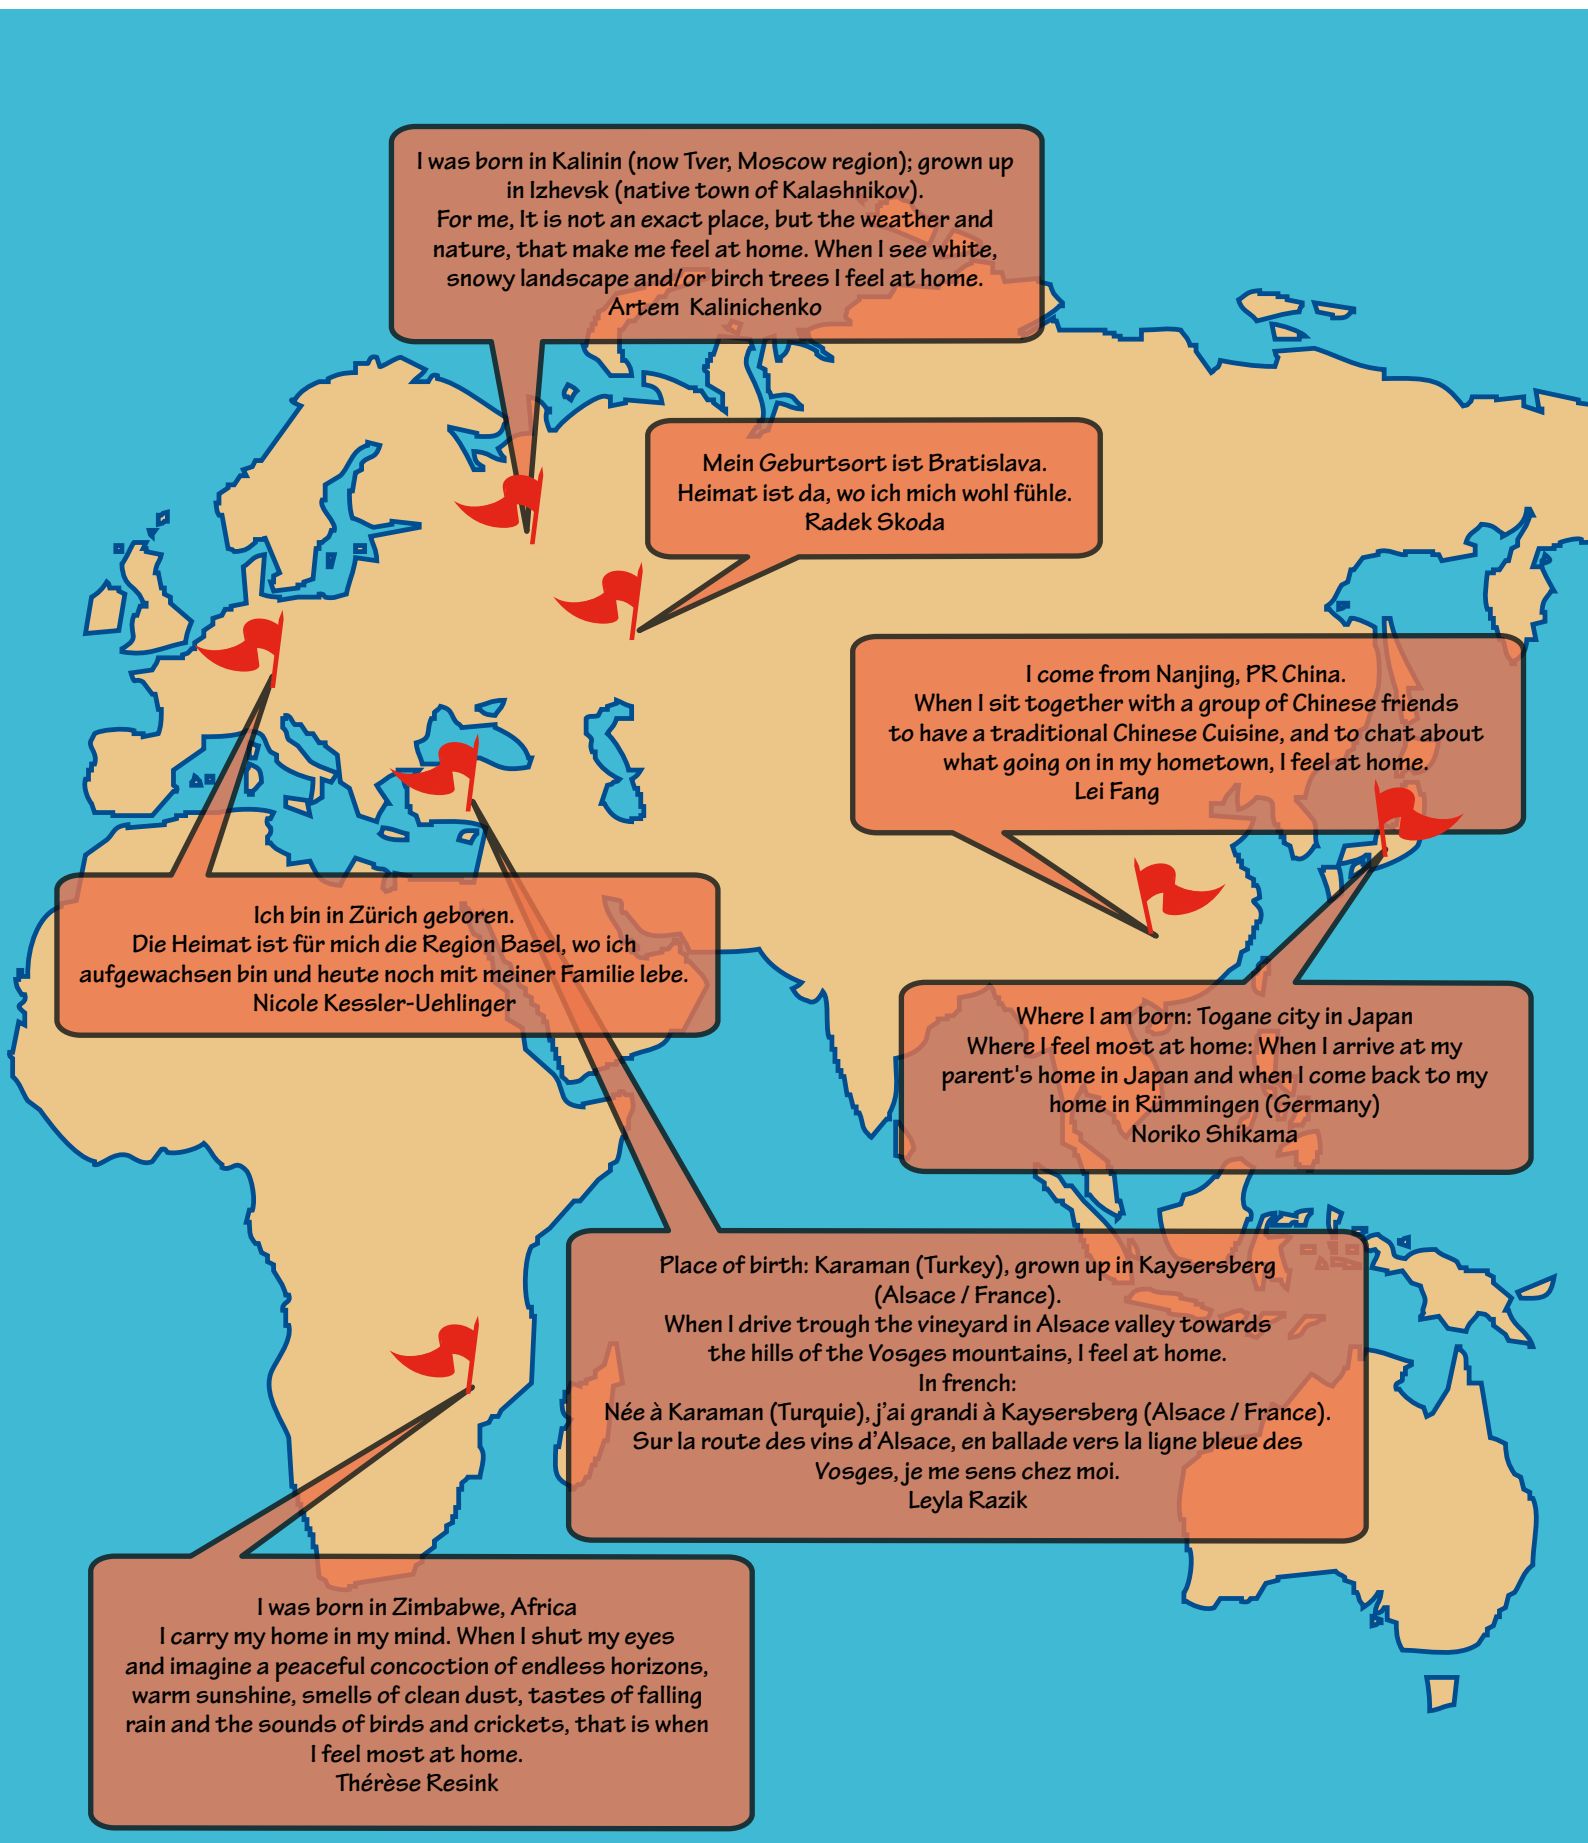 I was born in Kalinin (now Tver, Moscow region); grown up
in Izhevsk (native town of Kalashnikov).
For me, It is not an exact place, but the weather and
nature, that make me feel at home. When I see white,
snowy landscape and/or birch trees I feel at home.
Artem Kalinichenko
Mein Geburtsort ist Bratislava.
Heimat ist da, wo ich mich wohl fühle.
Radek Skoda
I come from Nanjing, PR China.
When I sit together with a group of Chinese friends
to have a traditional Chinese Cuisine, and to chat about
what going on in my hometown, I feel at home.
Lei Fang
Ich bin in Zürich geboren.
Die Heimat ist für mich die Region Basel, wo ich
aufgewachsen bin und heute noch mit meiner Familie lebe.
Nicole Kessler-Uehlinger
Where I am born: Togane city in Japan
Where I feel most at home: When I arrive at my
parent's home in Japan and when I come back to my
home in Rümmingen (Germany)
Noriko Shikama
Place of birth: Karaman (Turkey), grown up in Kaysersberg
(Alsace / France).
When I drive trough the vineyard in Alsace valley towards
the hills of the Vosges mountains, I feel at home.
In french:
Née à Karaman (Turquie), j'ai grandi à Kaysersberg (Alsace / France).
Sur la route des vins d'Alsace, en ballade vers la ligne bleue des
Vosges, je me sens chez moi.
Leyla Razik
I was born in Zimbabwe, Africa
I carry my home in my mind. When I shut my eyes
and imagine a peaceful concoction of endless horizons,
warm sunshine, smells of clean dust, tastes of falling
rain and the sounds of birds and crickets, that is when
I feel most at home.
Thérèse Resink